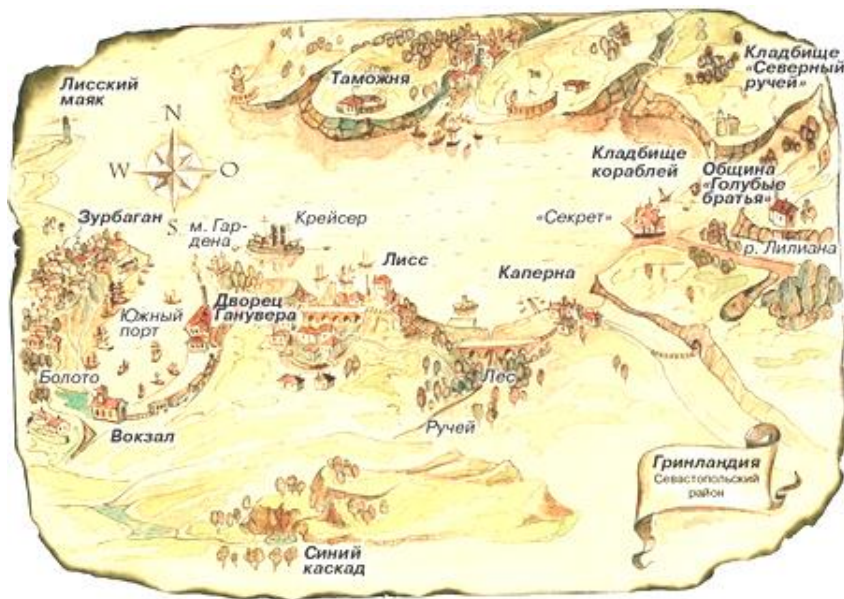 Лисский
маяк
N
W
O
S
Таможня
Кладбище
«Северный
ручей»
Кладбище
кораблей
Община
«Голубые
братья»
«Секрет»
р. Лилиана
Зурбаган
м. Гар-
дена
Крейсер
Лисс
Каперна
Южный
порт
Дворец
Ганувера
Болото
Вокзал
Лес
Ручей
Гринландия
Севастопольский
район
Синий
каскад